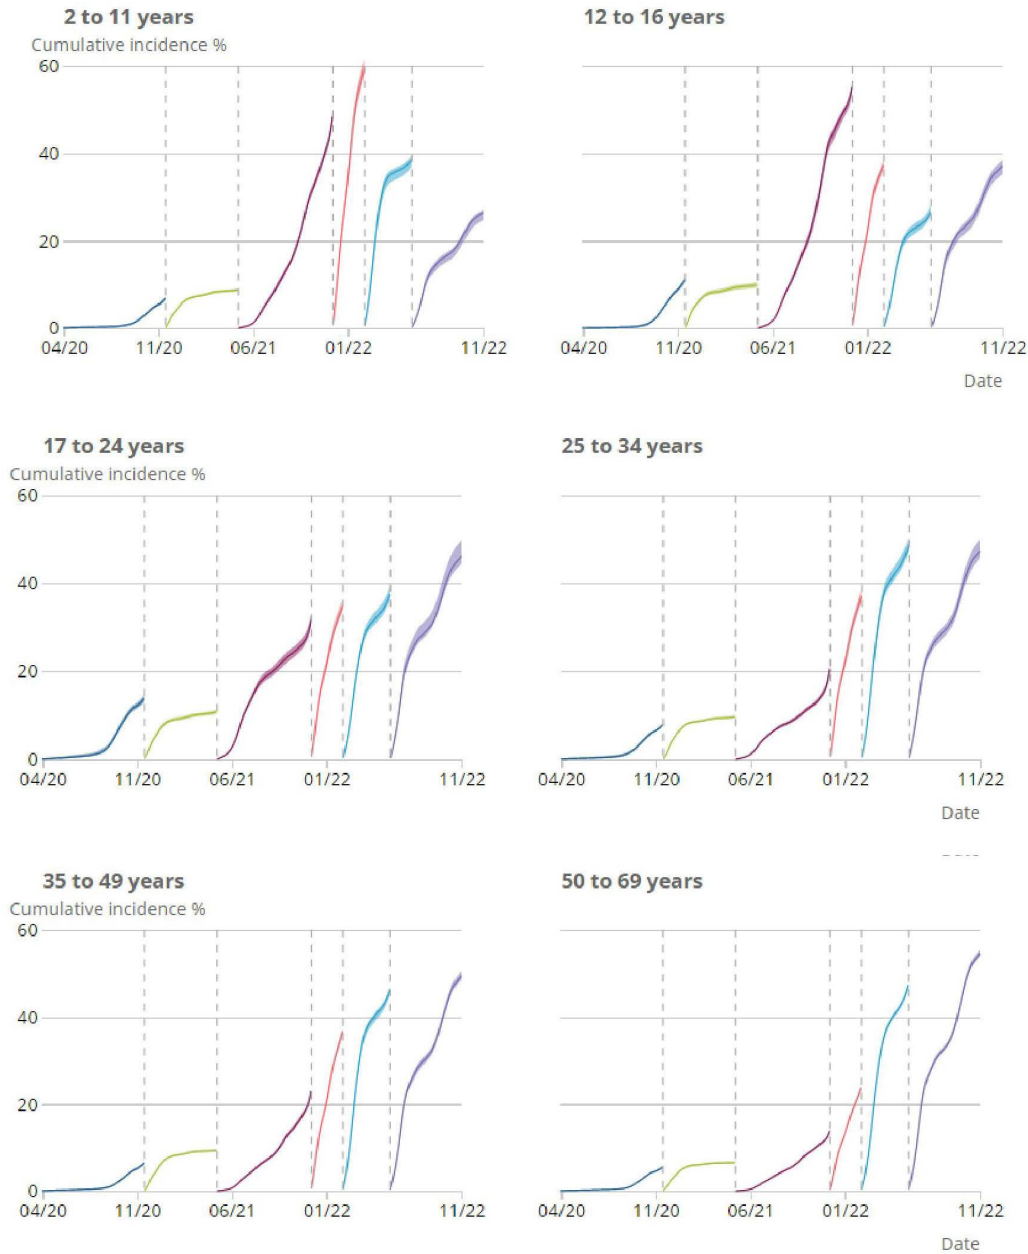 2 to 11 years 12 to 16 years
Cumulative incidence %
60
40
20
0
04/20 11/20 06/21 01/22 11/22 04/20 11/20 06/21 01/22 11/22
Date
17 to 24 years 25 to 34 years
Cumulative incidence %
60
40
20
0
04/20 11/20 06/21 01/22 11/22 04/20 11/20 06/21 01/22 11/22
Date
35 to 49 years 50 to 69 years
Cumulative incidence %
60
40
20
0
04/20 11/20 06/21 01/22 11/22 04/20 11/20 06/21 01/22 11/22
Date